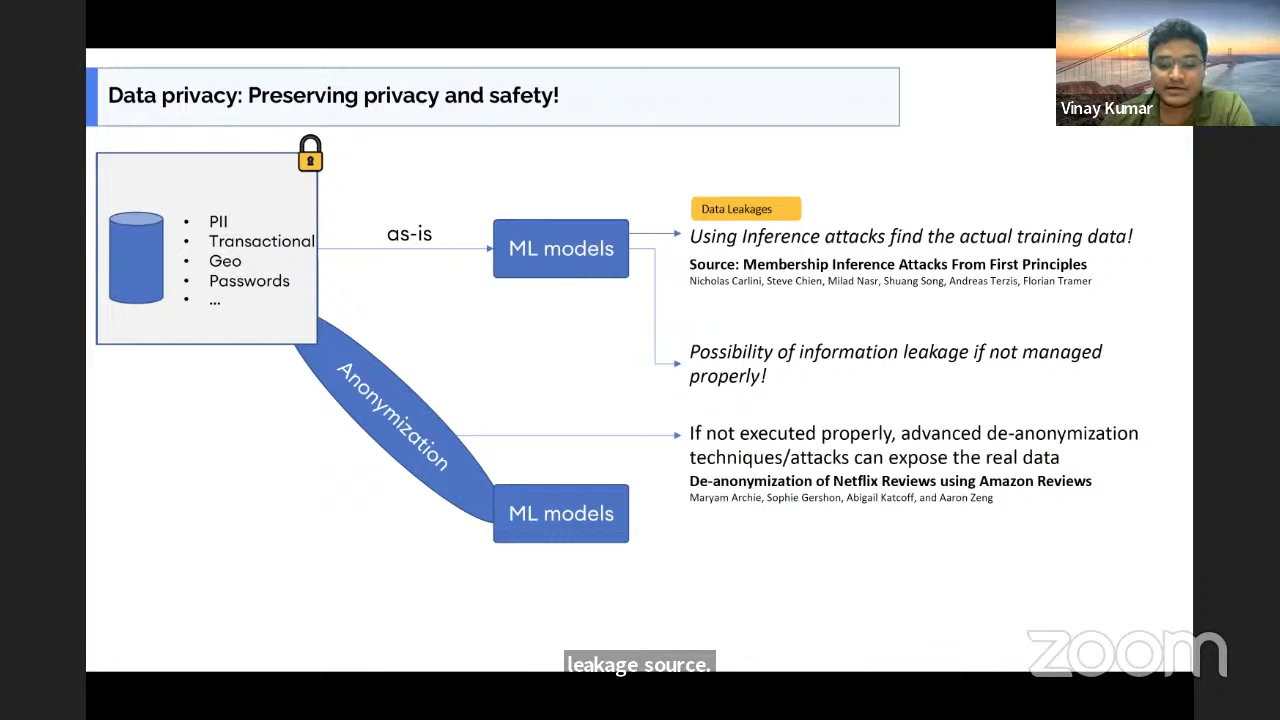 Data privacy: Preserving privacy and safety!
Vinay Kumar
• PII
• Transactional
• Geo
• Passwords
• ...
as-is
ML models
Data Leakages
Using Inference attacks find the actual training data!
Source: Membership Inference Attacks From First Principles
Nicholas Carlini, Steve Chien, Milad Nasr, Shuang Song, Andreas Terzis, Florian Tramer
Possibility of information leakage if not managed
properly!
Anonymization
If not executed properly, advanced de-anonymization
techniques/attacks can expose the real data
De-anonymization of Netflix Reviews using Amazon Reviews
Maryam Archie, Sophie Gershon, Abigail Katcoff, and Aaron Zeng
ML models
leakage source.
zoom